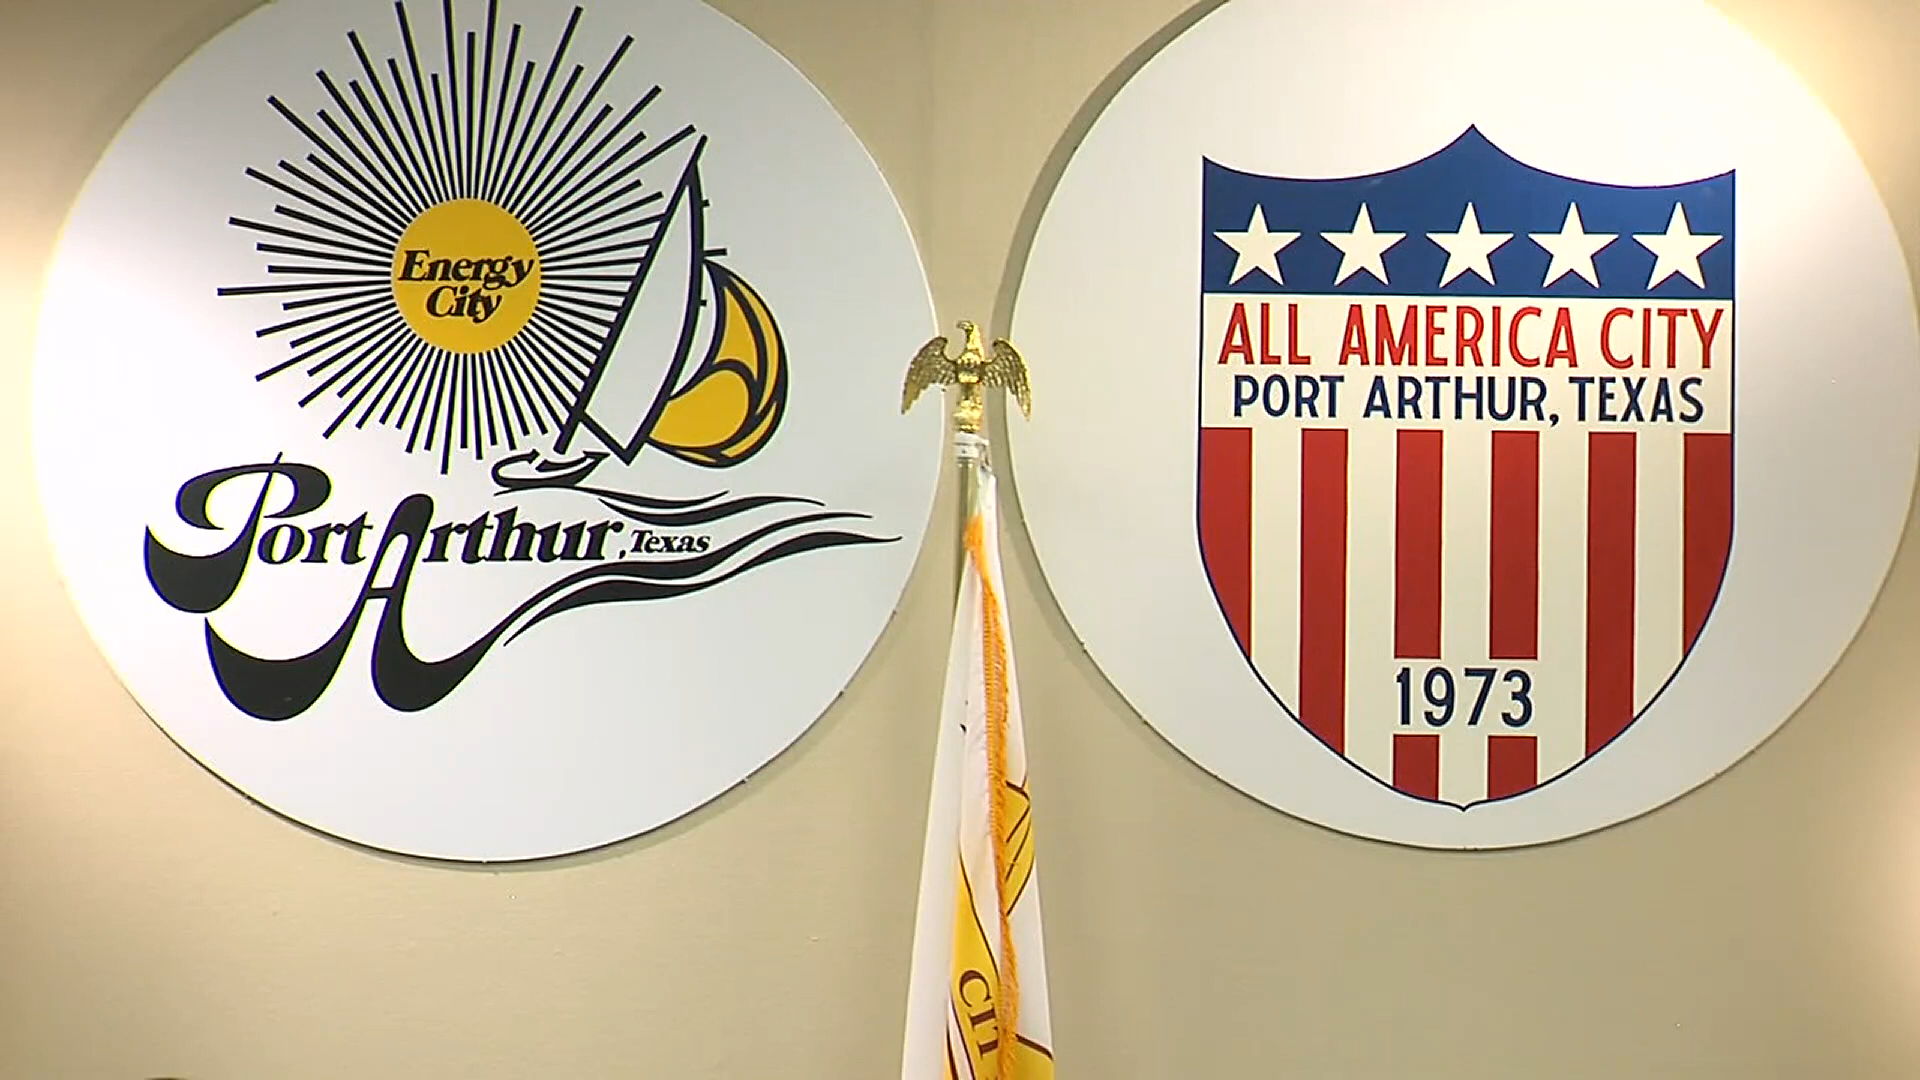 Energy
City
Port Arthur, Texas
ALL AMERICA CITY
PORT ARTHUR, TEXAS
1973